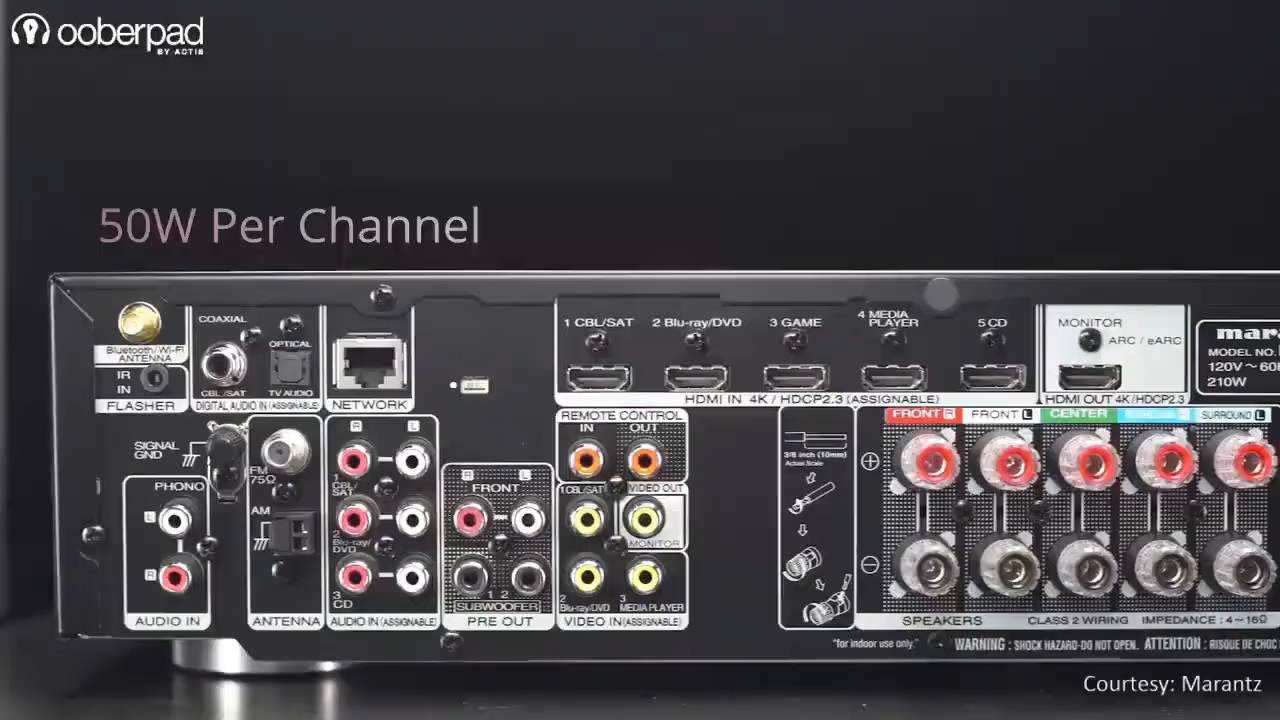 ooberpad
BY ACTIS
50W Per Channel
Bluetooth/Wi-Fi
ANTENNA
IR
IN
FLASHER
COAXIAL
OPTICAL
CBL/SAT
TV AUDIO
DIGITAL AUDIO IN (ASSIGNABLE)
NETWORK
1 CBL/SAT
2 Blu-ray/DVD
3 GAME
4 MEDIA
PLAYER
5 CD
HDMI IN 4K / HDCP2.3 (ASSIGNABLE)
MONITOR
ARC / eARC
HDMI OUT 4K/HDCP2.3
MODEL NO.
120V ~ 60
210W
SIGNAL
GND
PHONO
L
R
AUDIO IN
FM
75Ω
AM
ANTENNA
R
L
1
CBL/
SAT
2
Blu-ray/
DVD
3
CD
AUDIO IN (ASSIGNABLE)
R
L
FRONT
1 2
SUBWOOFER
PRE OUT
REMOTE CONTROL
IN
OUT
1 CBL/SAT
VIDEO OUT
MONITOR
2
Blu-ray/DVD
3
MEDIA PLAYER
VIDEO IN (ASSIGNABLE)
3/8 inch (10mm)
Actual Scale
FRONT R
FRONT L
CENTER
SURROUND L
+
−
SPEAKERS
CLASS 2 WIRING
IMPEDANCE : 4~16Ω
"for indoor use only."
WARNING : SHOCK HAZARD-DO NOT OPEN. ATTENTION : RISQUE DE CHOC
Courtesy: Marantz